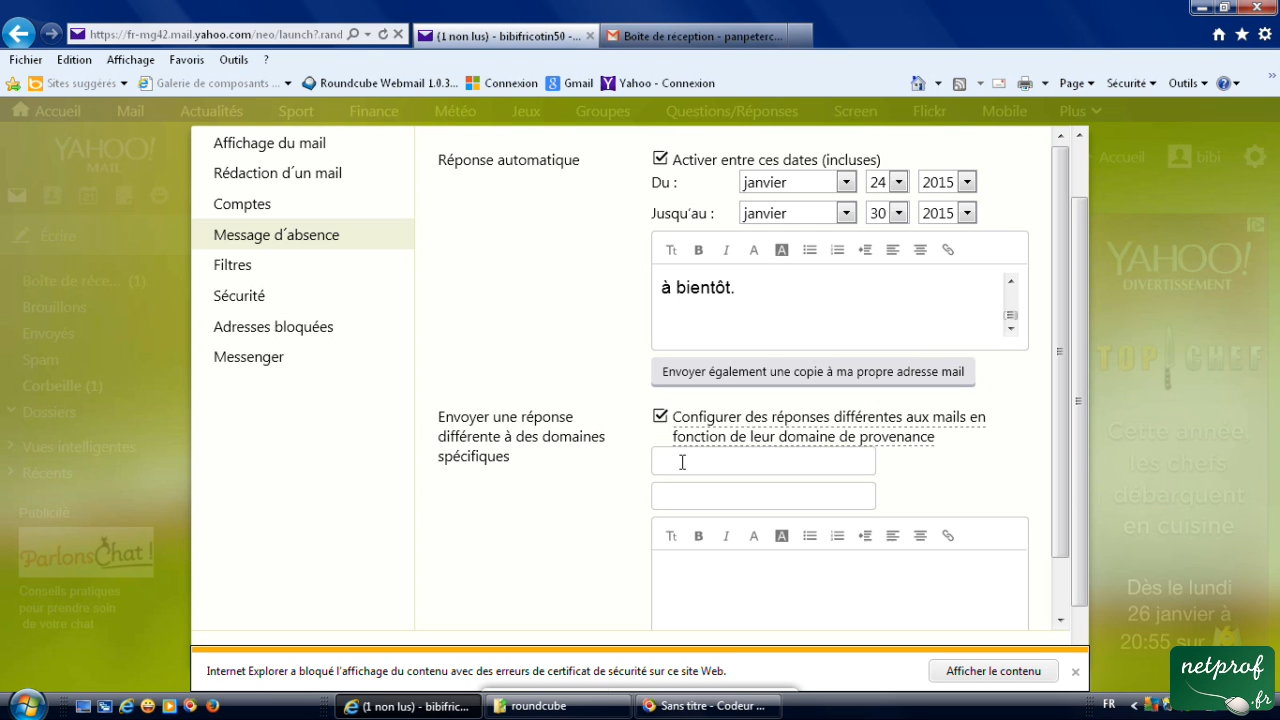 https://fr-mg42.mail.yahoo.com/neo/launch?.rand
(1 non lus) - bibifricotin50 -...
Boîte de réception - panpeterc...
Fichier Edition Affichage Favoris Outils ?
Sites suggérés Galerie de composants ... Roundcube Webmail 1.0.3... Connexion Gmail Yahoo - Connexion
Page Sécurité Outils
Accueil Mail Actualités Sport Finance Météo Jeux Groupes Questions/Réponses Screen Flickr Mobile Plus
YAHOO!
MAIL
Accueil bibi
Écrire
Boîte de réce... (1)
Brouillons
Envoyés
Spam
Corbeille (1)
Dossiers
Vues intelligentes
Récents
Publicité
ParlonsChat !
Conseils pratiques
pour prendre soin
de votre chat
Affichage du mail
Rédaction d´un mail
Comptes
Message d´absence
Filtres
Sécurité
Adresses bloquées
Messenger
Réponse automatique
Activer entre ces dates (incluses)
Du : janvier 24 2015
Jusqu'au : janvier 30 2015
Tt B I A A
à bientôt.
Envoyer également une copie à ma propre adresse mail
Envoyer une réponse
différente à des domaines
spécifiques
Configurer des réponses différentes aux mails en
fonction de leur domaine de provenance
Tt B I A A
YAHOO!
DIVERTISSEMENT
TOP CHEF
Cette année
les chefs
débarquent
en cuisine
Dès le lundi
26 janvier à
20:55 sur
Internet Explorer a bloqué l'affichage du contenu avec des erreurs de certificat de sécurité sur ce site Web.
Afficher le contenu
netprof
.fr
(1 non lus) - bibifric...
roundcube
Sans titre - Codeur ...
FR